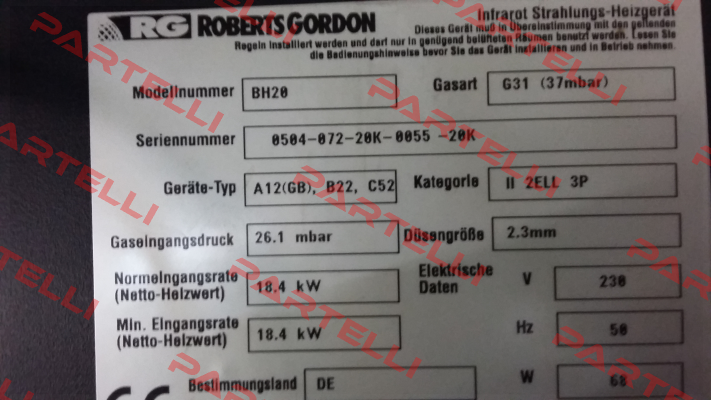 RG ROBERTS GORDON
Infrarot Strahlungs-Heizgerät
Dieses Gerät muß in Übereinstimmung mit den geltenden
Regeln installiert werden und darf nur in genügend belüfteten Räumen benutzt werden. Lesen Sie
die Bedienungshinweise bevor Sie das Gerät installieren und in Betrieb nehmen.
Modellnummer BH20 Gasart G31 (37mbar)
Seriennummer 0504-072-20K-0055 -20K
Geräte-Typ A12(GB), B22, C52 Kategorie II 2ELL 3P
Gaseingangsdruck 26.1 mbar Düsengröße 2.3mm
Normeingangsrate
(Netto-Heizwert) 18.4 kW Elektrische
Daten V 230
Min. Eingangsrate
(Netto-Heizwert) 18.4 kW Hz 50
Bestimmungsland DE W 68
CE
PARTELLI